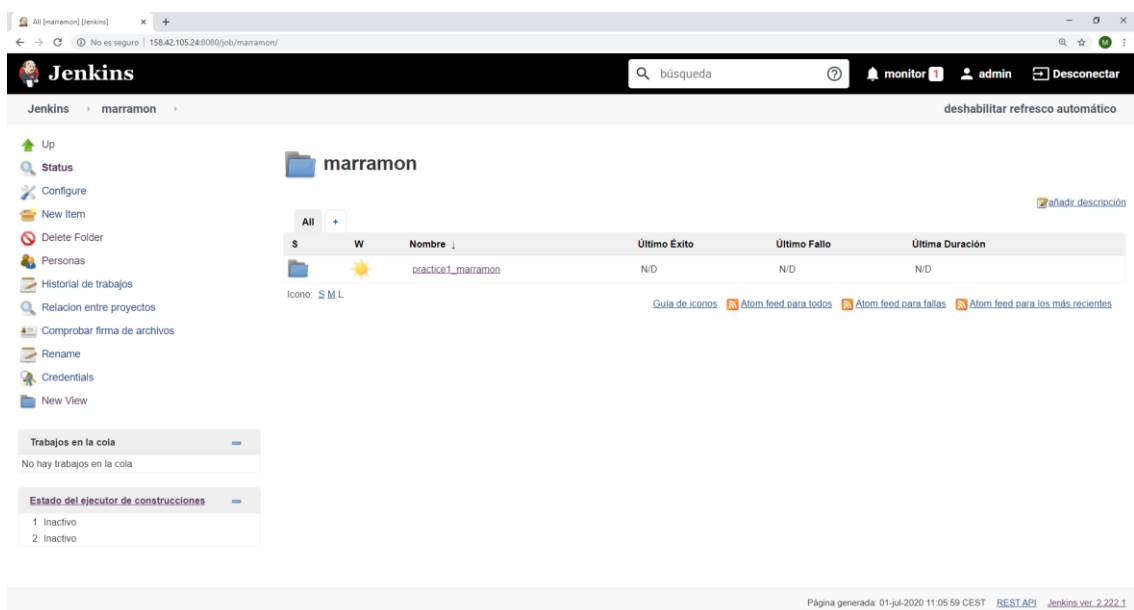 All [marramon] [Jenkins]
No es seguro | 158.42.105.24:8080/job/marramon/
M
Jenkins
búsqueda
monitor 1
admin
Desconectar
Jenkins
marramon
deshabilitar refresco automático
Up
Status
Configure
New Item
Delete Folder
Personas
Historial de trabajos
Relacion entre proyectos
Comprobar firma de archivos
Rename
Credentials
New View
Trabajos en la cola
No hay trabajos en la cola
Estado del ejecutor de construcciones
1 Inactivo
2 Inactivo
marramon
añadir descripción
All +
S W Nombre ↓ Último Éxito Último Fallo Última Duración
practice1_marramon N/D N/D N/D
Icono: S M L
Guía de iconos Atom feed para todos Atom feed para fallas Atom feed para los más recientes
Página generada: 01-jul-2020 11:05:59 CEST REST API Jenkins ver. 2.222.1